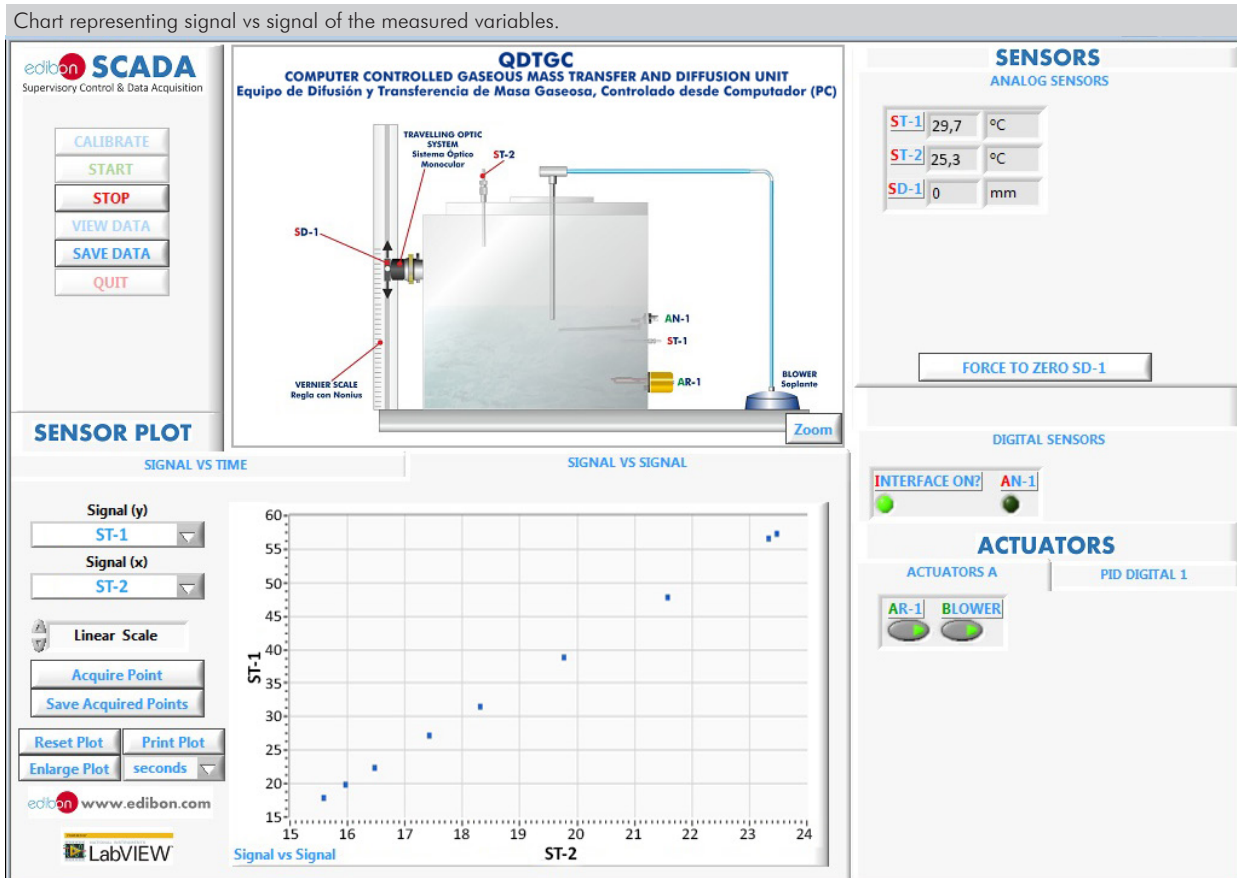 Chart representing signal vs signal of the measured variables.
edibon SCADA
Supervisory Control & Data Acquisition
CALIBRATE
START
STOP
VIEW DATA
SAVE DATA
QUIT
QDTGC
COMPUTER CONTROLLED GASEOUS MASS TRANSFER AND DIFFUSION UNIT
Equipo de Difusión y Transferencia de Masa Gaseosa, Controlado desde Computador (PC)
TRAVELLING OPTIC
SYSTEM
Sistema Óptico
Monocular
ST-2
SD-1
AN-1
ST-1
AR-1
VERNIER SCALE
Regla con Nonius
BLOWER
Soplante
Zoom
SENSORS
ANALOG SENSORS
ST-1 29,7 ºC
ST-2 25,3 ºC
SD-1 0 mm
FORCE TO ZERO SD-1
DIGITAL SENSORS
INTERFACE ON? AN-1
ACTUATORS
ACTUATORS A PID DIGITAL 1
AR-1 BLOWER
SENSOR PLOT
SIGNAL VS TIME SIGNAL VS SIGNAL
Signal (y)
ST-1
Signal (x)
ST-2
Linear Scale
Acquire Point
Save Acquired Points
Reset Plot Print Plot
Enlarge Plot seconds
edibon www.edibon.com
LabVIEW
60
55
50
45
40
35
30
25
20
15
ST-1
15 16 17 18 19 20 21 22 23 24
Signal vs Signal ST-2